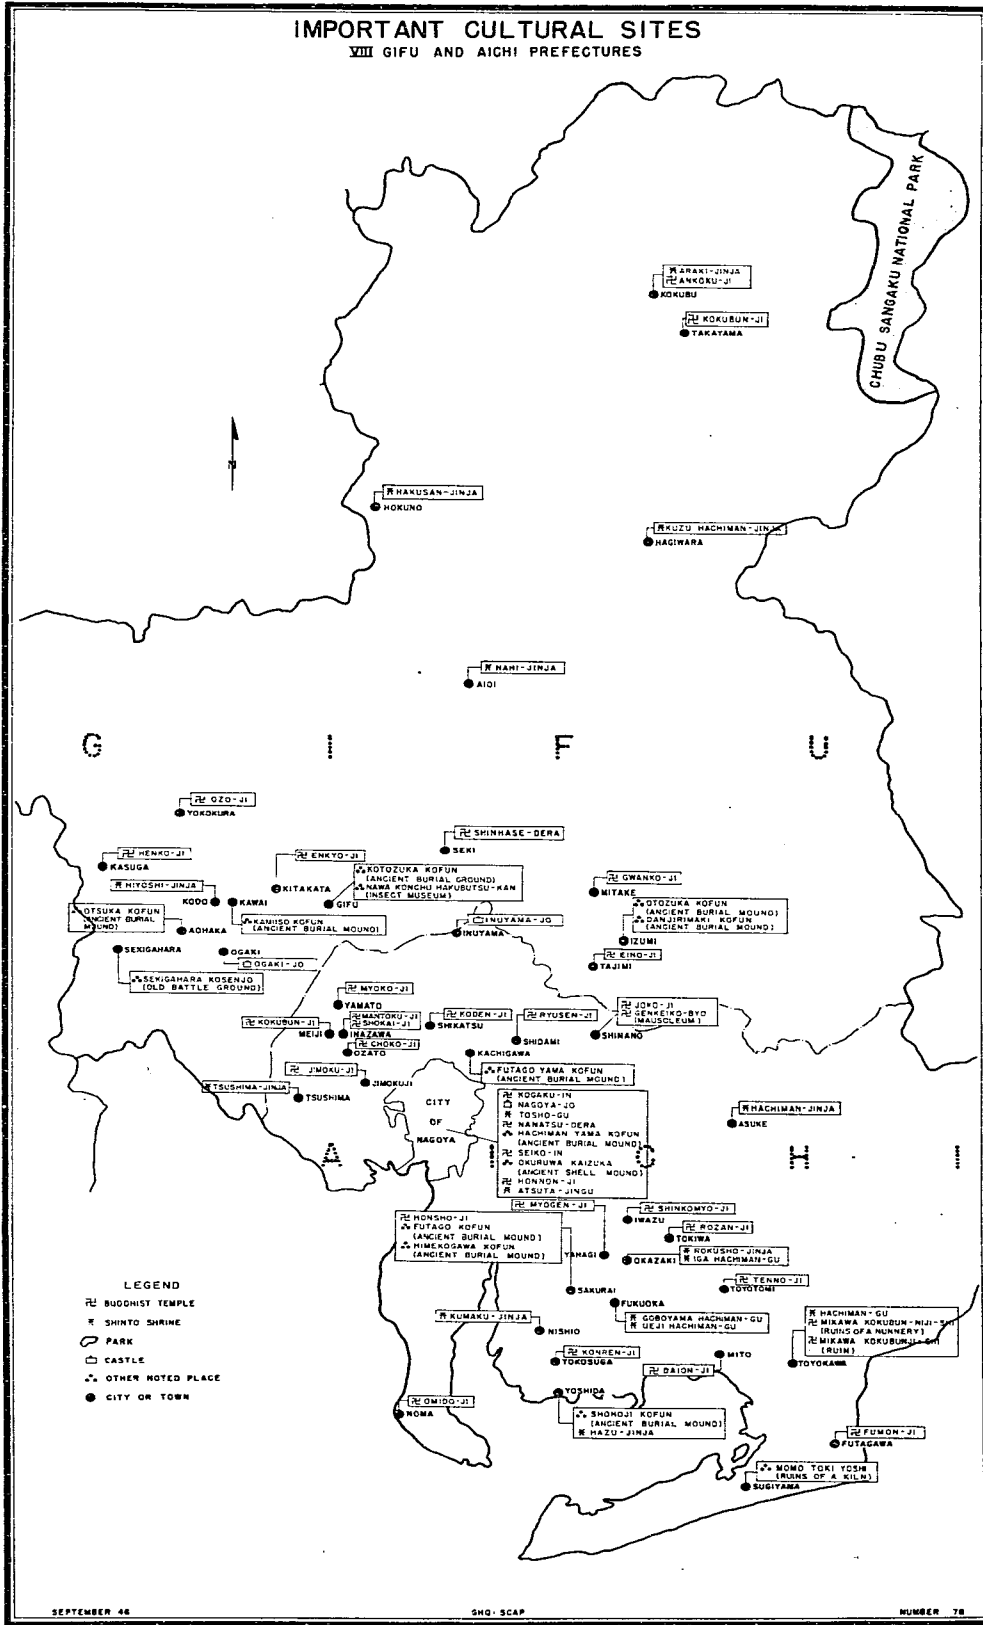 IMPORTANT CULTURAL SITES
VIII GIFU AND AICHI PREFECTURES
CHUBU SANGAKU NATIONAL PARK
ARAKI-JINJA
ANKOKU-JI
KOKUBU
KOKUBUN-JI
TAKAYAMA
N
HAKUSAN-JINJA
HOKUNO
KUZU HACHIMAN-JINJA
HAGIWARA
NAHI-JINJA
AIOI
G I F U
OZO-JI
YOKOKURA
SHINHASE-DERA
SEKI
HENKO-JI
KASUGA
ENKYO-JI
KITAKATA
KOTOZUKA KOFUN
(ANCIENT BURIAL GROUND)
NAWA KONCHU HAKUBUTSU-KAN
(INSECT MUSEUM)
GIFU
GWANKO-JI
MITAKE
HIYOSHI-JINJA
KODO
KAWAI
KAMIISO KOFUN
(ANCIENT BURIAL MOUND)
OTSUKA KOFUN
(ANCIENT BURIAL
MOUND)
AOHAKA
INUYAMA-JO
INUYAMA
OTOZUKA KOFUN
(ANCIENT BURIAL MOUND)
DANJIRIMAKI KOFUN
(ANCIENT BURIAL MOUND)
IZUMI
SEKIGAHARA
OGAKI
OGAKI-JO
EIHO-JI
TAJIMI
SEKIGAHARA KOSENJO
(OLD BATTLE GROUND)
MYOKO-JI
YAMATO
KOKUBUN-JI
MEIJI
MANTOKU-JI
SHOKAI-JI
INAZAWA
KODEN-JI
SHIKATSU
RYUSEN-JI
SHIDAMI
JOKO-JI
GENKEIKO-BYO
(MAUSOLEUM)
SHINANO
CHOKO-JI
OZATO
KACHIGAWA
FUTAGO YAMA KOFUN
(ANCIENT BURIAL MOUND)
JIMOKU-JI
JIMOKUJI
TSUSHIMA-JINJA
TSUSHIMA
CITY
OF
NAGOYA
KOGAKU-IN
NAGOYA-JO
TOSHO-GU
NANATSU-DERA
HACHIMAN YAMA KOFUN
(ANCIENT BURIAL MOUND)
SEIKO-IN
OKURUWA KAIZUKA
(ANCIENT SHELL MOUND)
HONNON-JI
ATSUTA-JINGU
HACHIMAN-JINJA
ASUKE
A I C H I
MYOGEN-JI
YAHAGI
SHINKOMYO-JI
IWAZU
ROZAN-JI
TOKIWA
HONSHO-JI
FUTAGO KOFUN
(ANCIENT BURIAL MOUND)
HIMEKOGAWA KOFUN
(ANCIENT BURIAL MOUND)
SAKURAI
ROKUSHO-JINJA
IGA HACHIMAN-GU
OKAZAKI
TENNO-JI
TOYOTOMI
FUKUOKA
GOBOYAMA HACHIMAN-GU
UEJI HACHIMAN-GU
KUMAKU-JINJA
NISHIO
HACHIMAN-GU
MIKAWA KOKUBUN-NIJI-SHI
(RUINS OF A NUNNERY)
MIKAWA KOKUBUNJI-SHI
(RUIN)
TOYOKAWA
KONREN-JI
YOKOSUGA
DAION-JI
MITO
YOSHIDA
SHOHOJI KOFUN
(ANCIENT BURIAL MOUND)
HAZU-JINJA
OMIDO-JI
NOMA
FUMON-JI
FUTAGAWA
MOMO TOKI YOSHI
(RUINS OF A KILN)
SUGIYAMA
LEGEND
BUDDHIST TEMPLE
SHINTO SHRINE
PARK
CASTLE
OTHER NOTED PLACE
CITY OR TOWN
SEPTEMBER 46
GHQ-SCAP
NUMBER 78